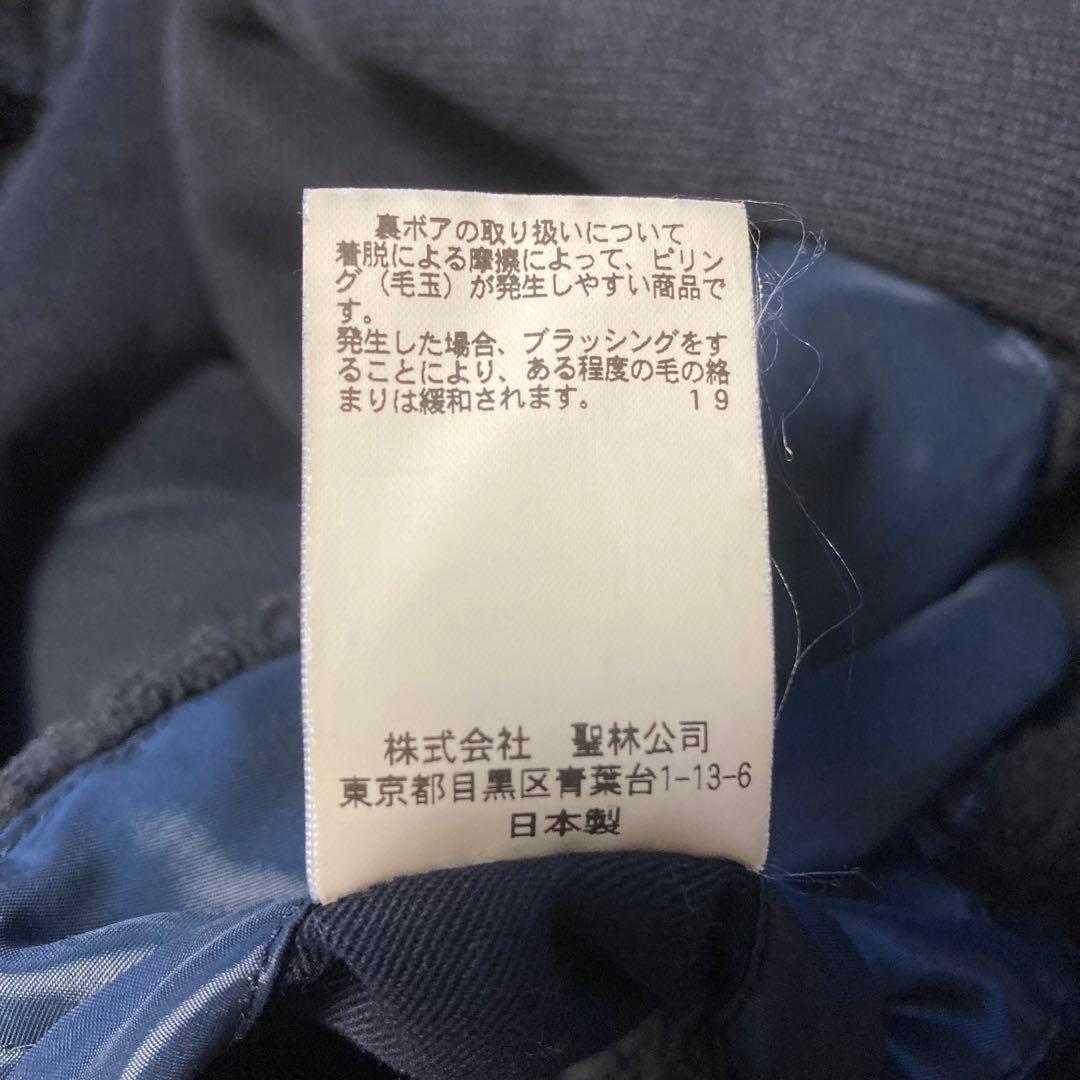 裏ボアの取り扱いについて
着脱による摩擦によって、ピリン
グ（毛玉）が発生しやすい商品で
す。
発生した場合、ブラッシングをす
ることにより、ある程度の毛の絡
まりは緩和されます。 19
株式会社 聖林公司
東京都目黒区青葉台1-13-6
日本製